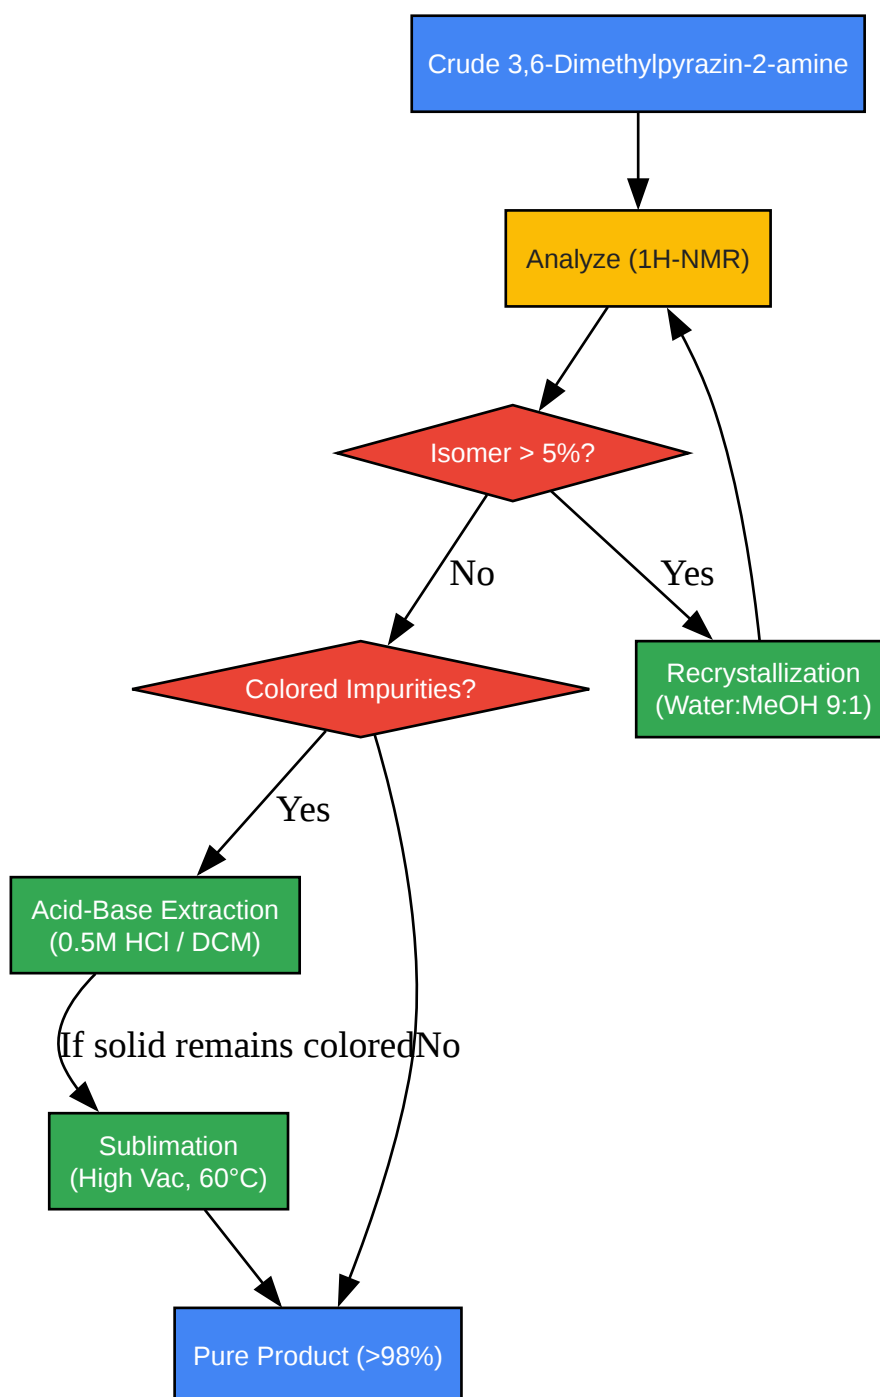 Crude 3,6-Dimethylpyrazin-2-amine
Analyze (1H-NMR)
Isomer > 5%?
No
Yes
Colored Impurities?
Recrystallization
(Water:MeOH 9:1)
Yes
Acid-Base Extraction
(0.5M HCl / DCM)
If solid remains colored
No
Sublimation
(High Vac, 60°C)
Pure Product (>98%)